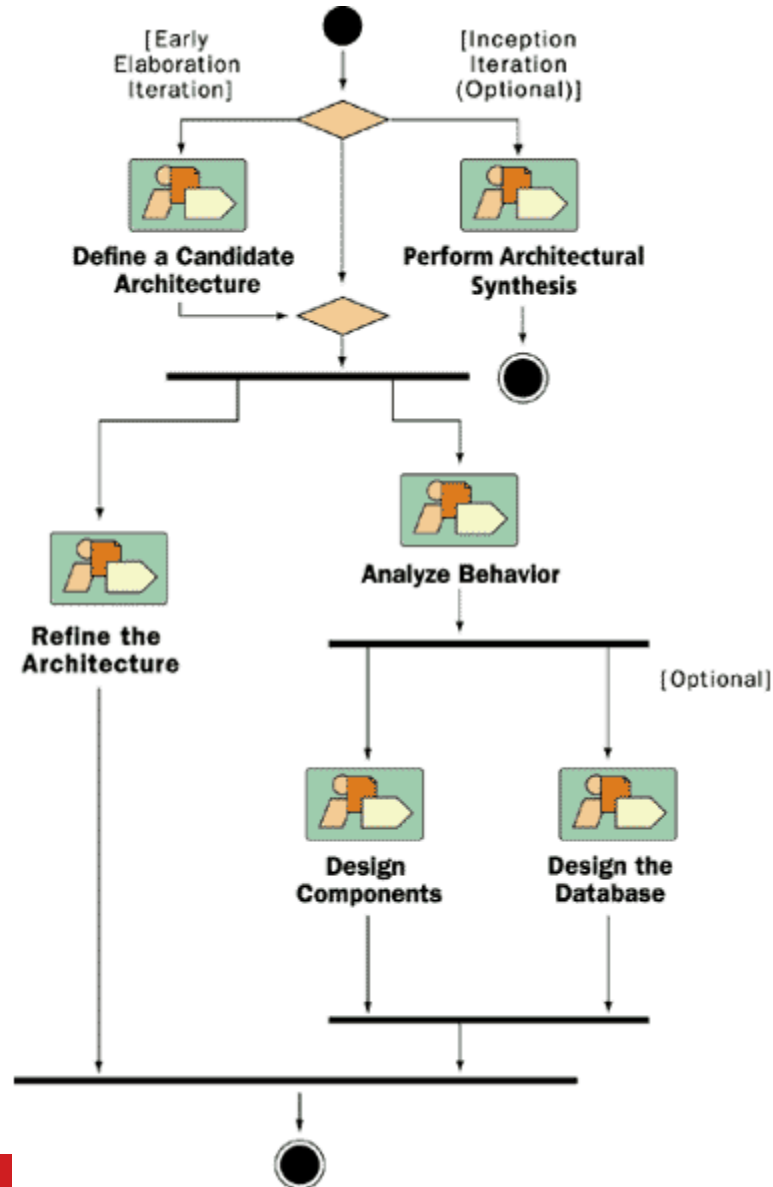 [Early
Elaboration
Iteration]
[Inception
Iteration
(Optional)]
Define a Candidate
Architecture
Perform Architectural
Synthesis
Analyze Behavior
Refine the
Architecture
[Optional]
Design
Components
Design the
Database